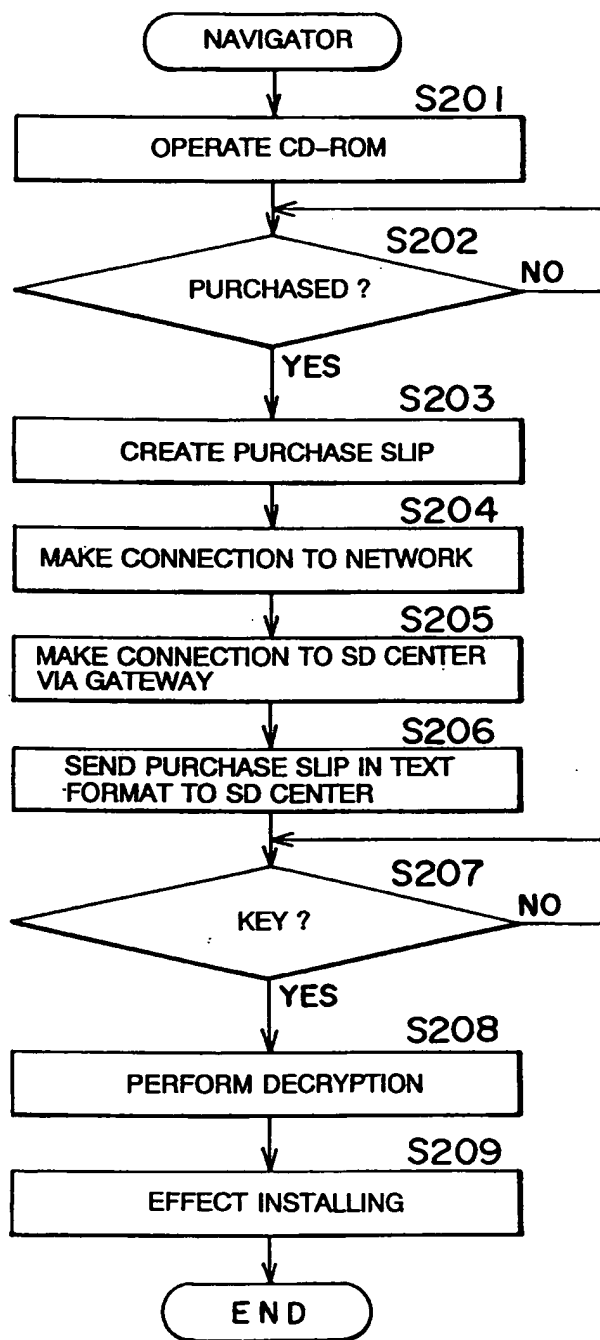 NAVIGATOR
S201
OPERATE CD-ROM
S202
PURCHASED ?
NO
YES
S203
CREATE PURCHASE SLIP
S204
MAKE CONNECTION TO NETWORK
S205
MAKE CONNECTION TO SD CENTER
VIA GATEWAY
S206
SEND PURCHASE SLIP IN TEXT
FORMAT TO SD CENTER
S207
KEY ?
NO
YES
S208
PERFORM DECRYPTION
S209
EFFECT INSTALLING
END